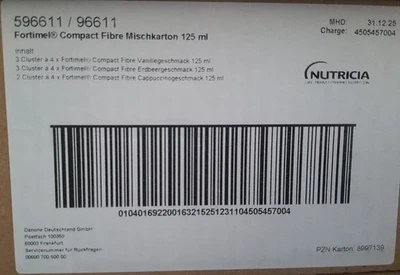 596611 / 96611
Fortimel® Compact Fibre Mischkarton 125 ml
MHD: 31.12.25
Charge: 4505457004
Inhalt
3 Cluster à 4 x Fortimel® Compact Fibre Vanillegeschmack 125 ml
3 Cluster à 4 x Fortimel® Compact Fibre Erdbeergeschmack 125 ml
2 Cluster à 4 x Fortimel® Compact Fibre Cappuccinogeschmack 125 ml
NUTRICIA
010401692200163215251231104505457004
Danone Deutschland GmbH
Postfach 100360
60003 Frankfurt
Servicenummer für Rückfragen:
00800 700 500 00
PZN Karton: 8997139